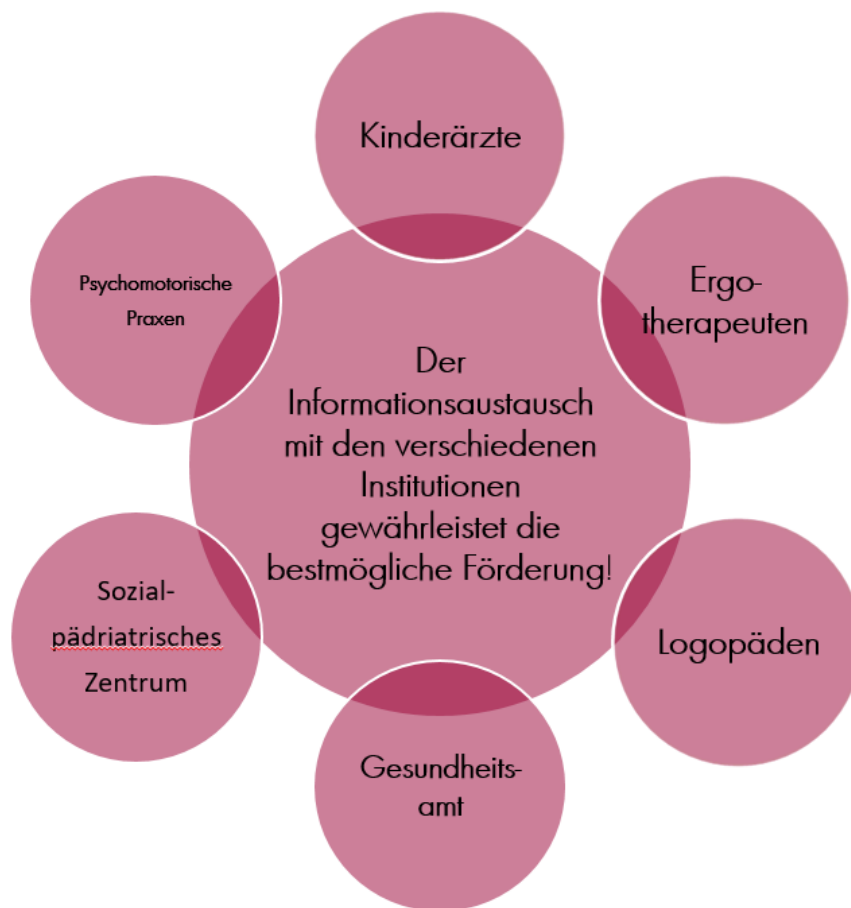 Kinderärzte
Psychomotorische
Praxen
Ergo-
therapeuten
Der
Informationsaustausch
mit den verschiedenen
Institutionen
gewährleistet die
bestmögliche Förderung!
Sozial-
pädriatrisches
Zentrum
Logopäden
Gesundheits-
amt